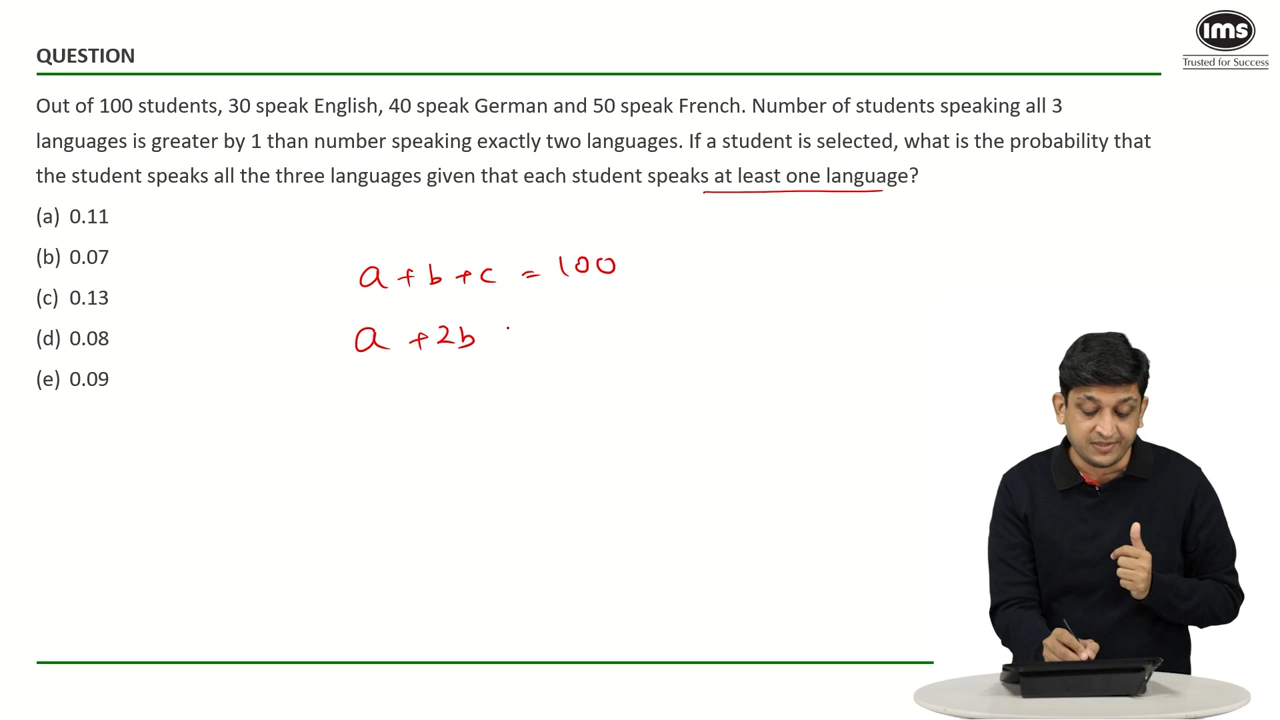 QUESTION
ims
Trusted for Success
Out of 100 students, 30 speak English, 40 speak German and 50 speak French. Number of students speaking all 3
languages is greater by 1 than number speaking exactly two languages. If a student is selected, what is the probability that
the student speaks all the three languages given that each student speaks at least one language?
(a) 0.11
(b) 0.07
(c) 0.13
(d) 0.08
(e) 0.09
a + b + c = 100
a + 2b